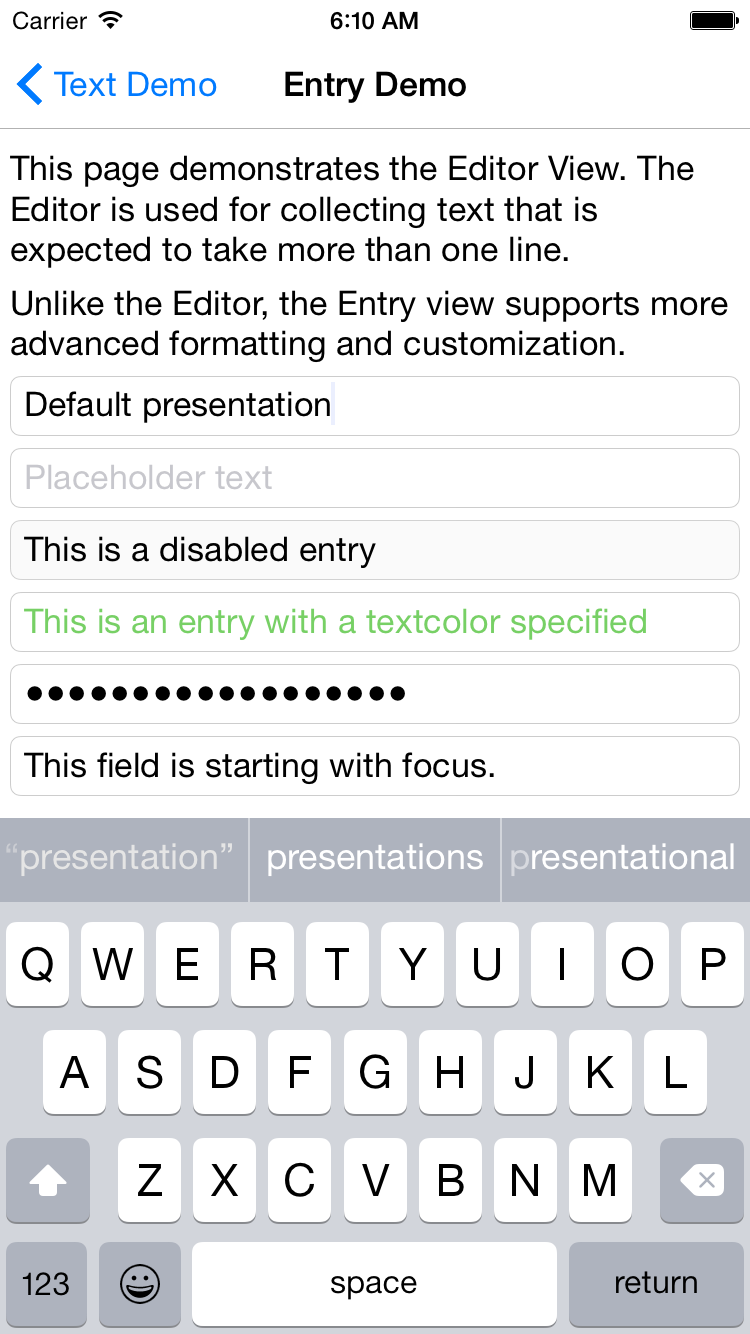 Carrier 6:10 AM
Text Demo Entry Demo
This page demonstrates the Editor View. The
Editor is used for collecting text that is
expected to take more than one line.
Unlike the Editor, the Entry view supports more
advanced formatting and customization.
Default presentation
Placeholder text
This is a disabled entry
This is an entry with a textcolor specified
●●●●●●●●●●●●●●●●●●
This field is starting with focus.
“presentation” presentations presentational
Q W E R T Y U I O P
A S D F G H J K L
Z X C V B N M
123 space return